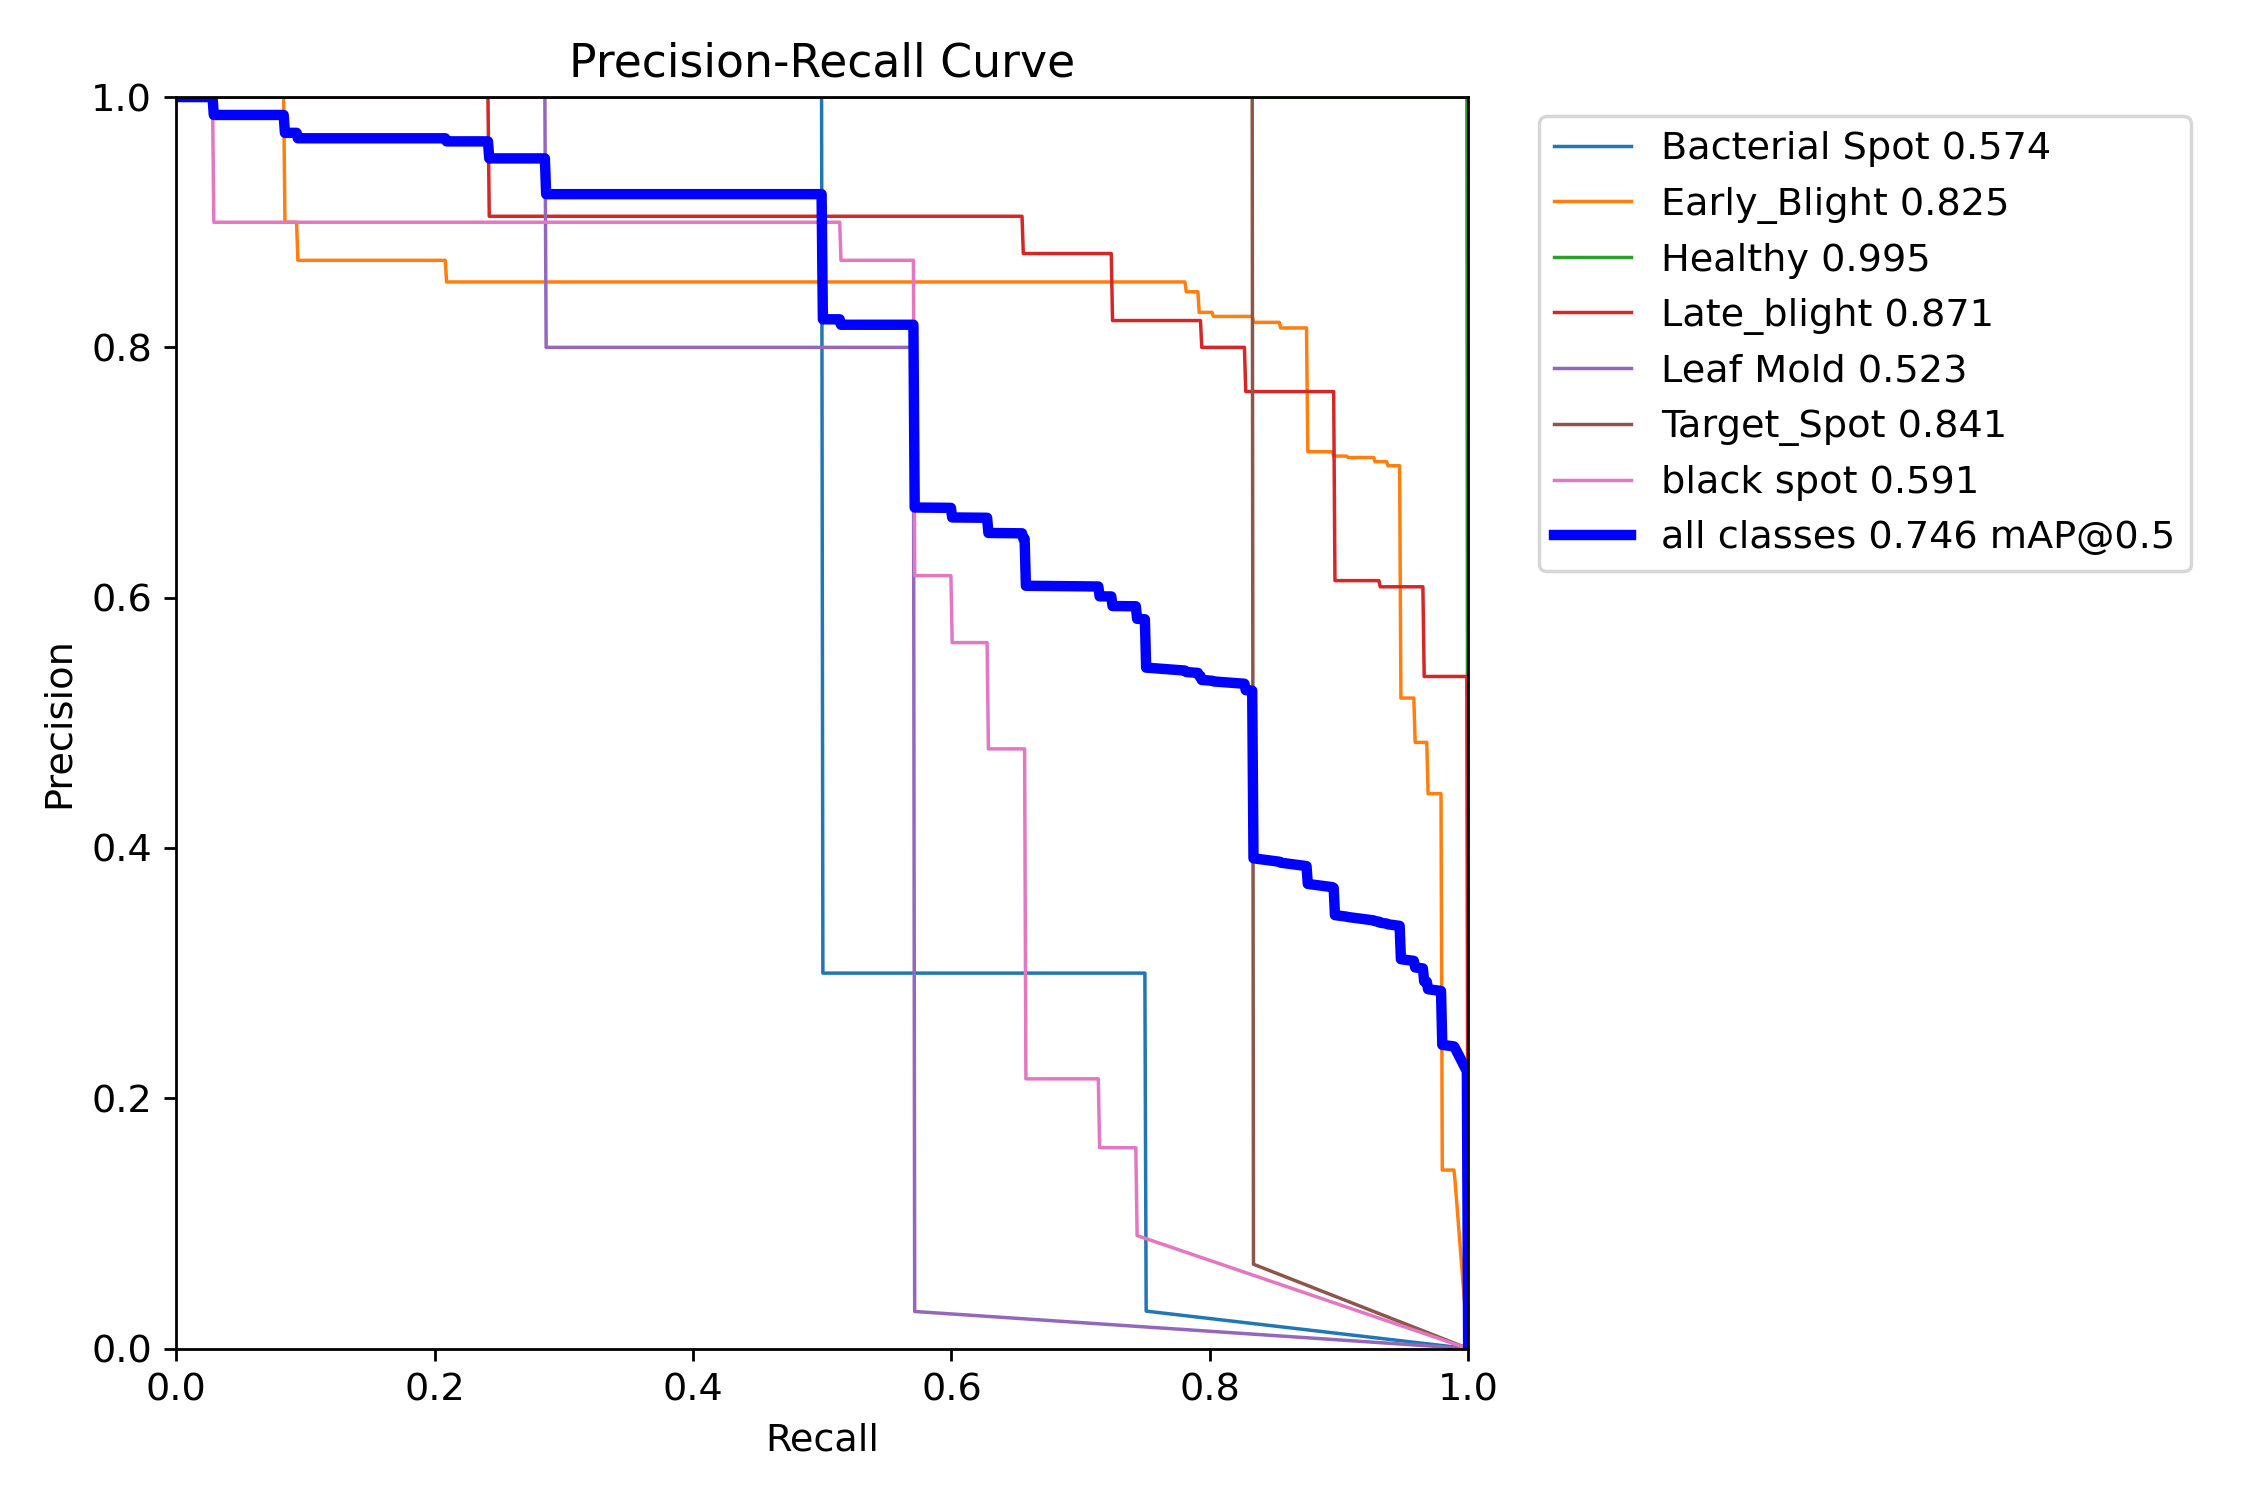 Precision-Recall Curve
1.0
0.8
0.6
0.4
0.2
0.0
Precision
0.0 0.2 0.4 0.6 0.8 1.0
Recall
Bacterial Spot 0.574
Early_Blight 0.825
Healthy 0.995
Late_blight 0.871
Leaf Mold 0.523
Target_Spot 0.841
black spot 0.591
all classes 0.746 mAP@0.5